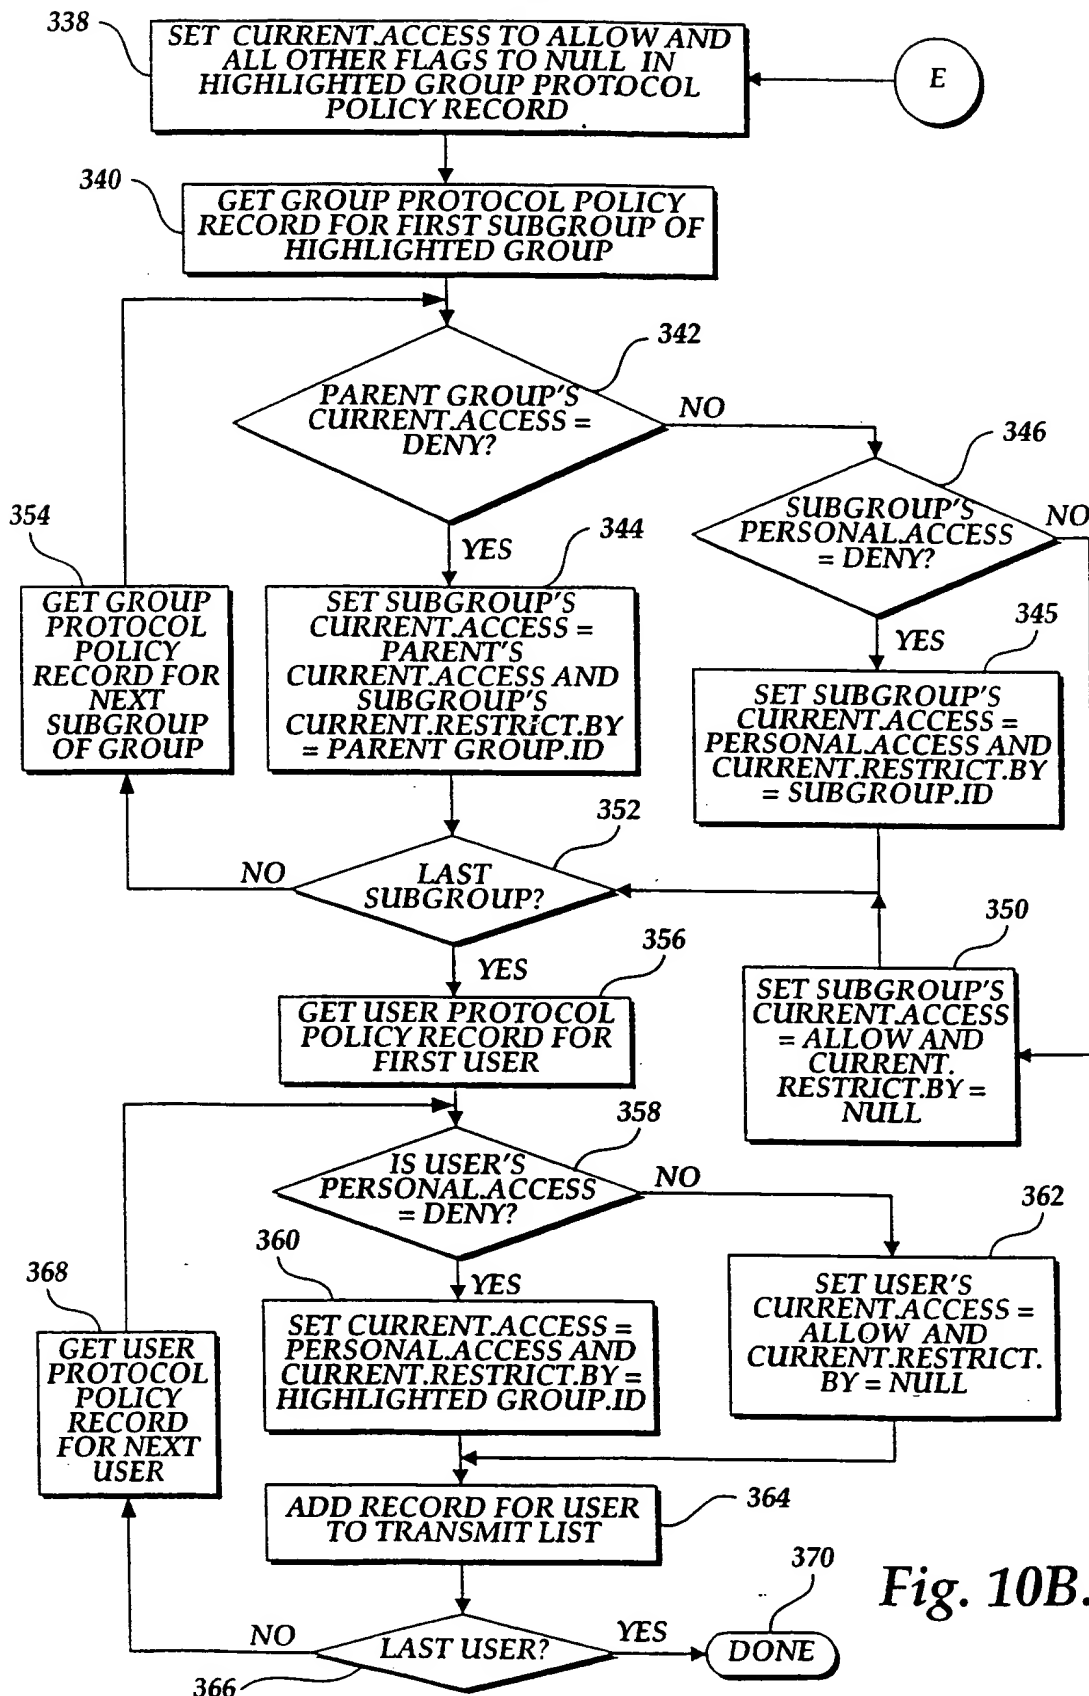 338
SET CURRENT.ACCESS TO ALLOW AND
ALL OTHER FLAGS TO NULL IN
HIGHLIGHTED GROUP PROTOCOL
POLICY RECORD
E
340
GET GROUP PROTOCOL POLICY
RECORD FOR FIRST SUBGROUP OF
HIGHLIGHTED GROUP
342
PARENT GROUP'S
CURRENT.ACCESS =
DENY?
NO
346
SUBGROUP'S
PERSONAL.ACCESS
= DENY?
NO
354
GET GROUP
PROTOCOL
POLICY
RECORD FOR
NEXT
SUBGROUP
OF GROUP
YES
344
SET SUBGROUP'S
CURRENT.ACCESS =
PARENT'S
CURRENT.ACCESS AND
SUBGROUP'S
CURRENT.RESTRICT.BY
= PARENT GROUP.ID
YES
345
SET SUBGROUP'S
CURRENT.ACCESS =
PERSONAL.ACCESS AND
CURRENT.RESTRICT.BY
= SUBGROUP.ID
352
NO
LAST
SUBGROUP?
YES
350
SET SUBGROUP'S
CURRENT.ACCESS
= ALLOW AND
CURRENT.
RESTRICT.BY =
NULL
356
GET USER PROTOCOL
POLICY RECORD FOR
FIRST USER
358
IS USER'S
PERSONAL.ACCESS
= DENY?
NO
362
SET USER'S
CURRENT.ACCESS =
ALLOW AND
CURRENT.RESTRICT.
BY = NULL
360
YES
SET CURRENT.ACCESS =
PERSONAL.ACCESS AND
CURRENT.RESTRICT.BY =
HIGHLIGHTED GROUP.ID
368
GET USER
PROTOCOL
POLICY
RECORD
FOR NEXT
USER
364
ADD RECORD FOR USER
TO TRANSMIT LIST
366
NO
LAST USER?
YES
370
DONE
Fig. 10B.